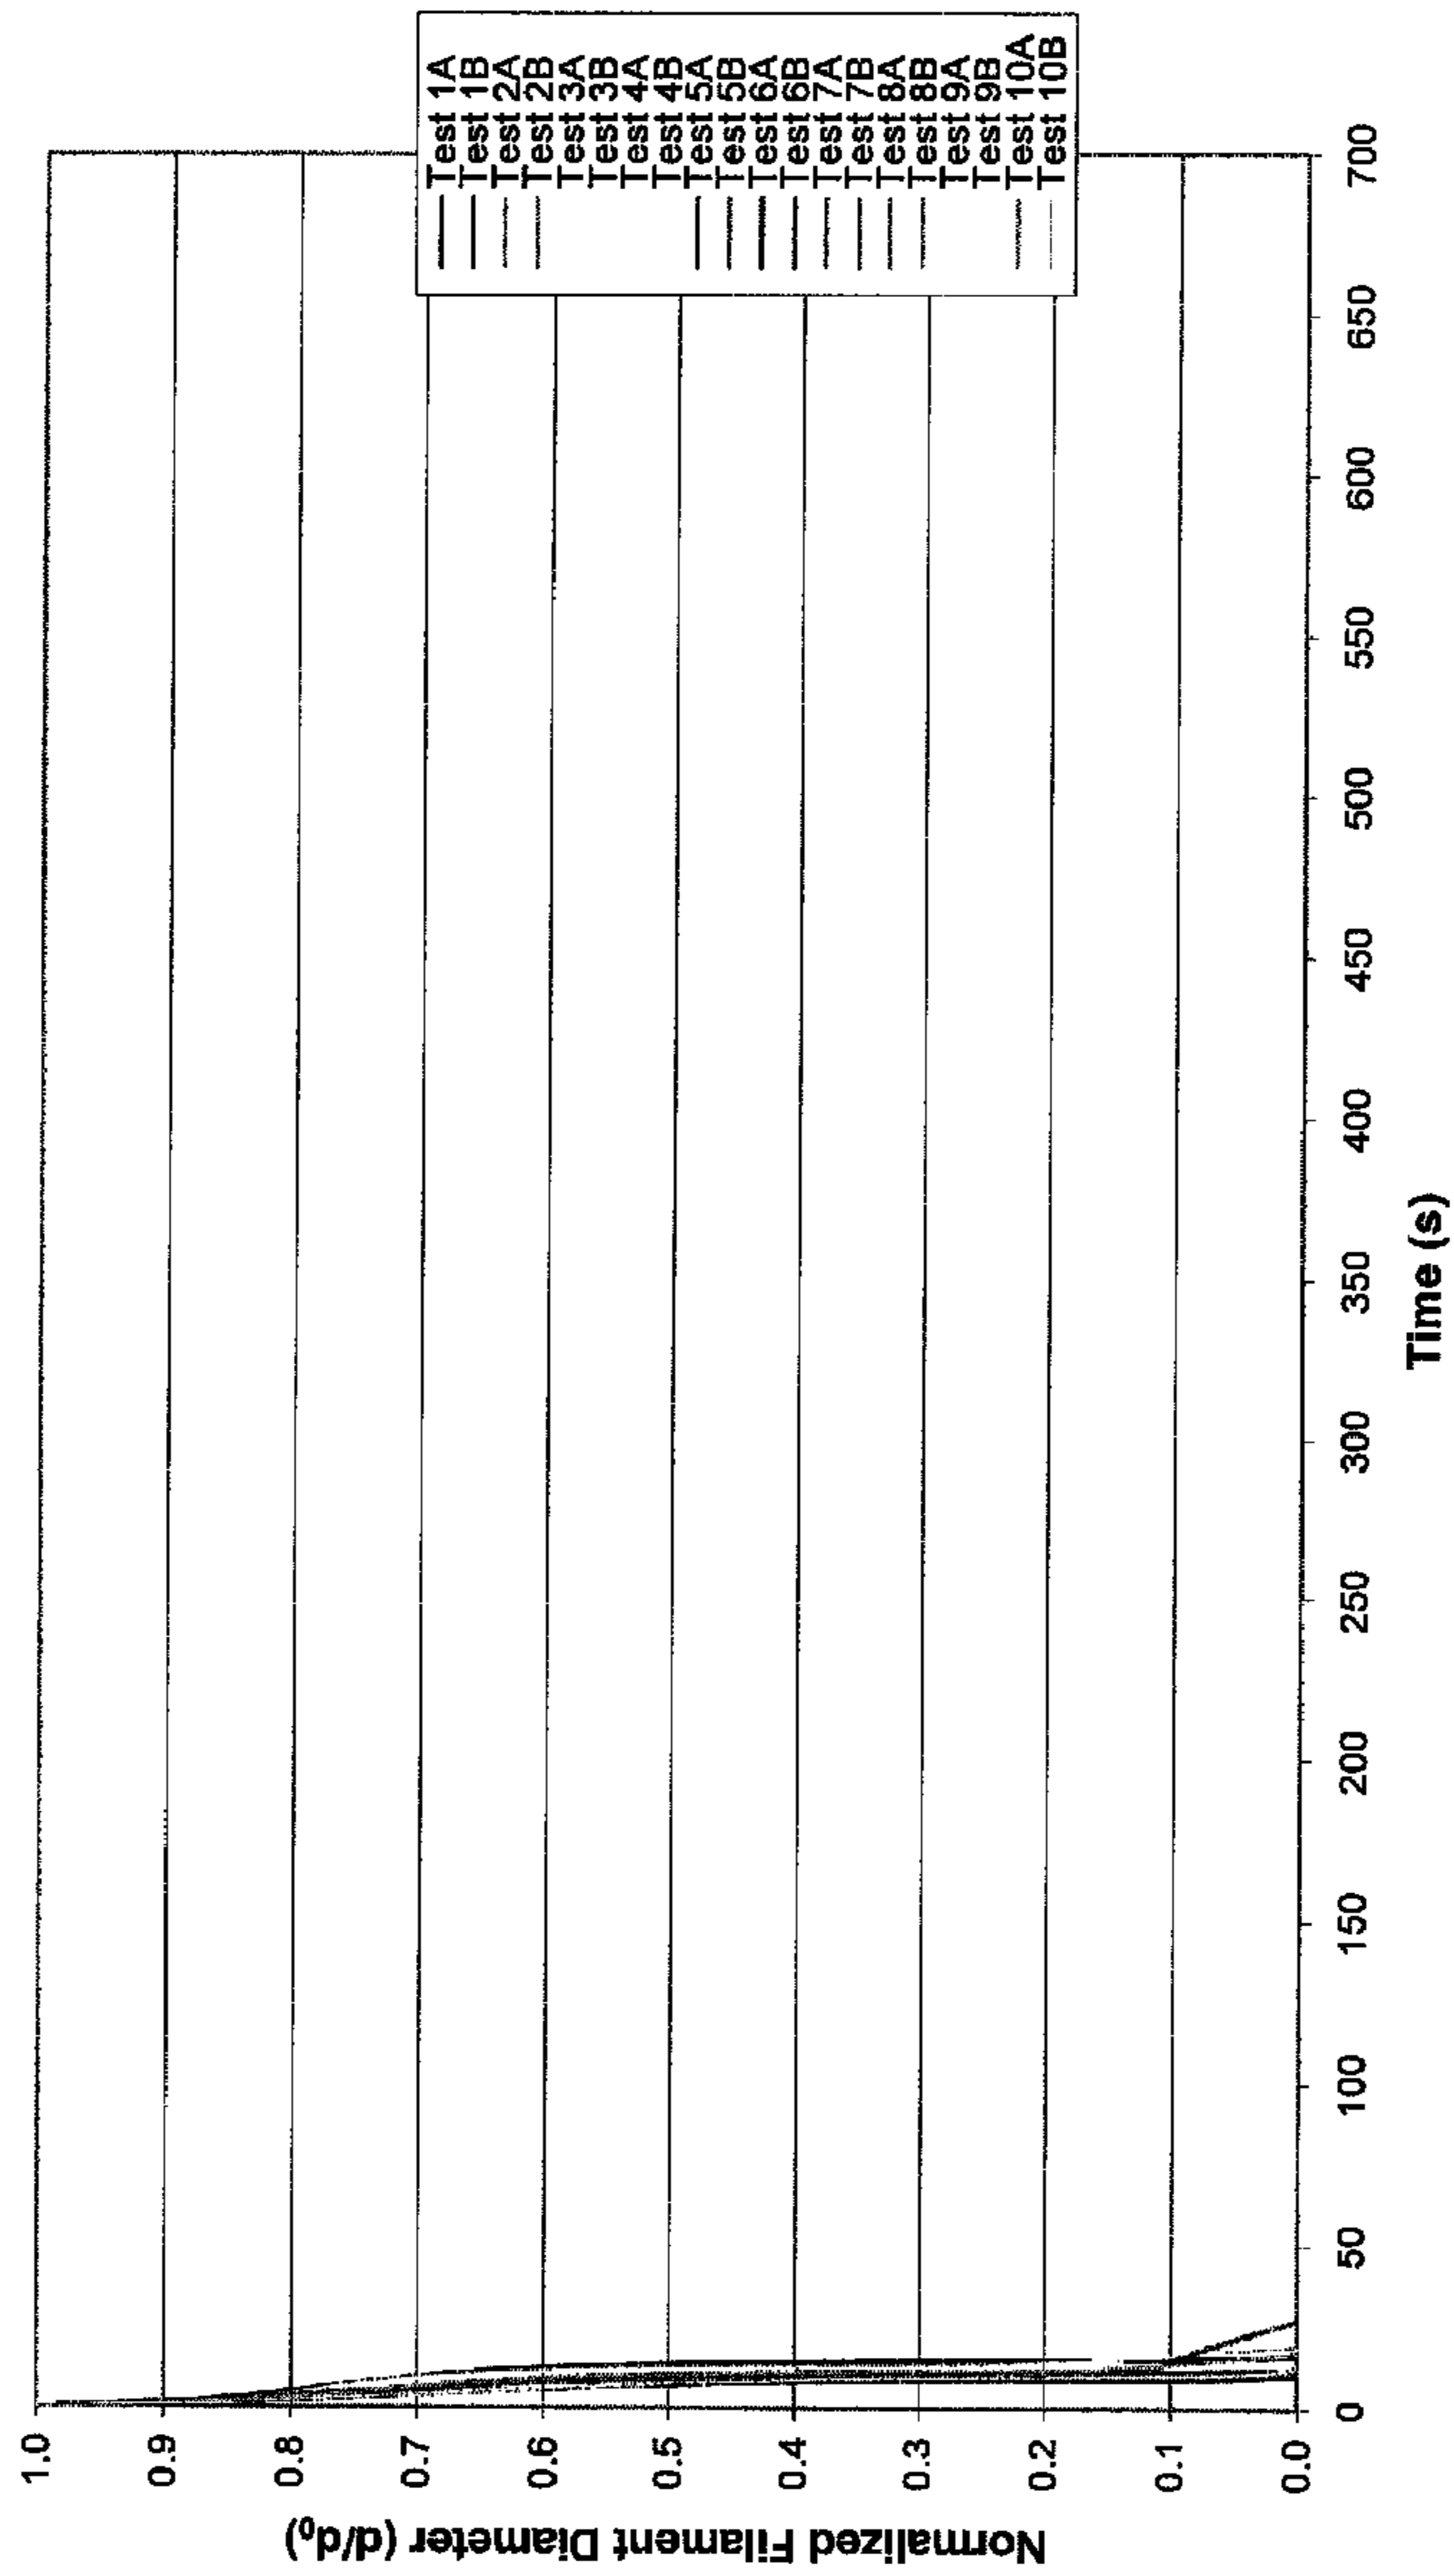 Normalized Filament Diameter (d/d₀)
1.0
0.9
0.8
0.7
0.6
0.5
0.4
0.3
0.2
0.1
0.0
0 50 100 150 200 250 300 350 400 450 500 550 600 650 700
Time (s)
Test 1A
Test 1B
Test 2A
Test 2B
Test 3A
Test 3B
Test 4A
Test 4B
Test 5A
Test 5B
Test 6A
Test 6B
Test 7A
Test 7B
Test 8A
Test 8B
Test 9A
Test 9B
Test 10A
Test 10B